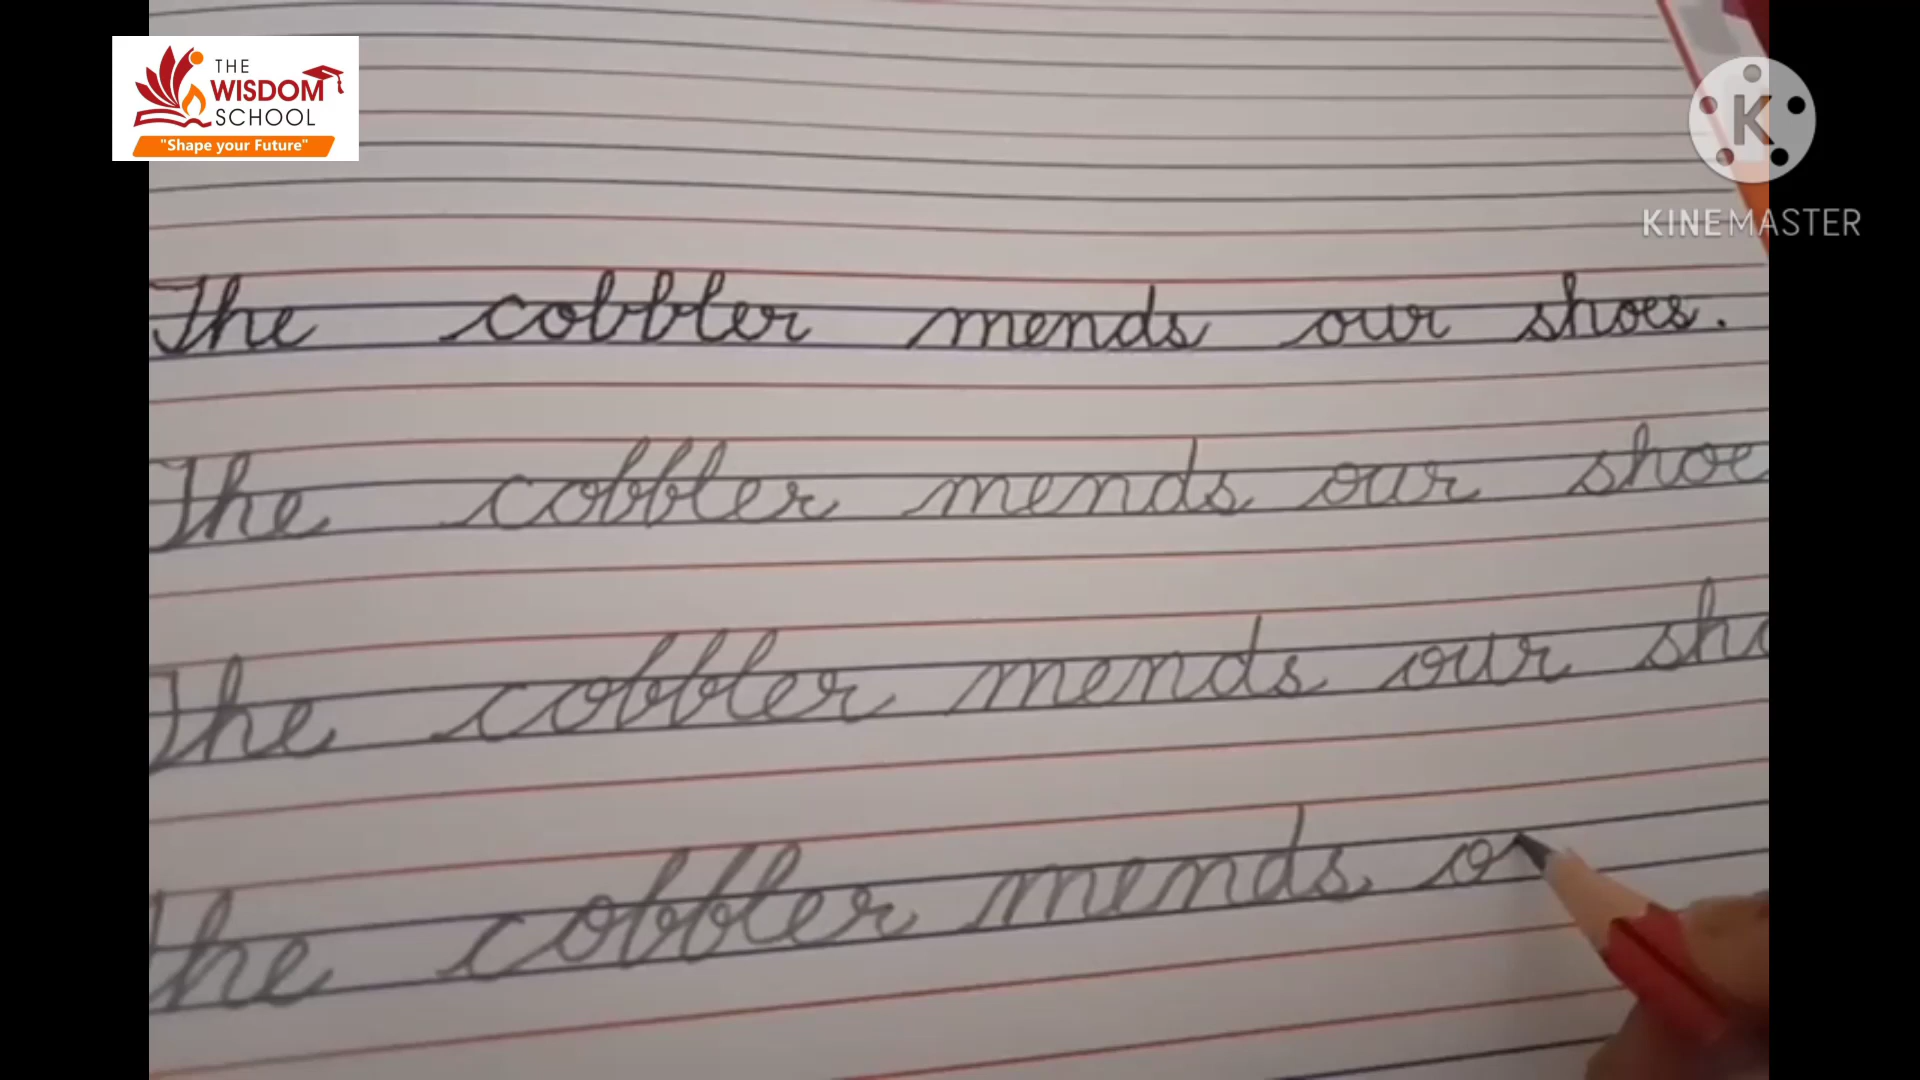 THE
WISDOM
SCHOOL
"Shape your Future"
K
KINEMASTER
The cobbler mends our shoes.
The cobbler mends our shoe
The cobbler mends our sho
The cobbler mends o